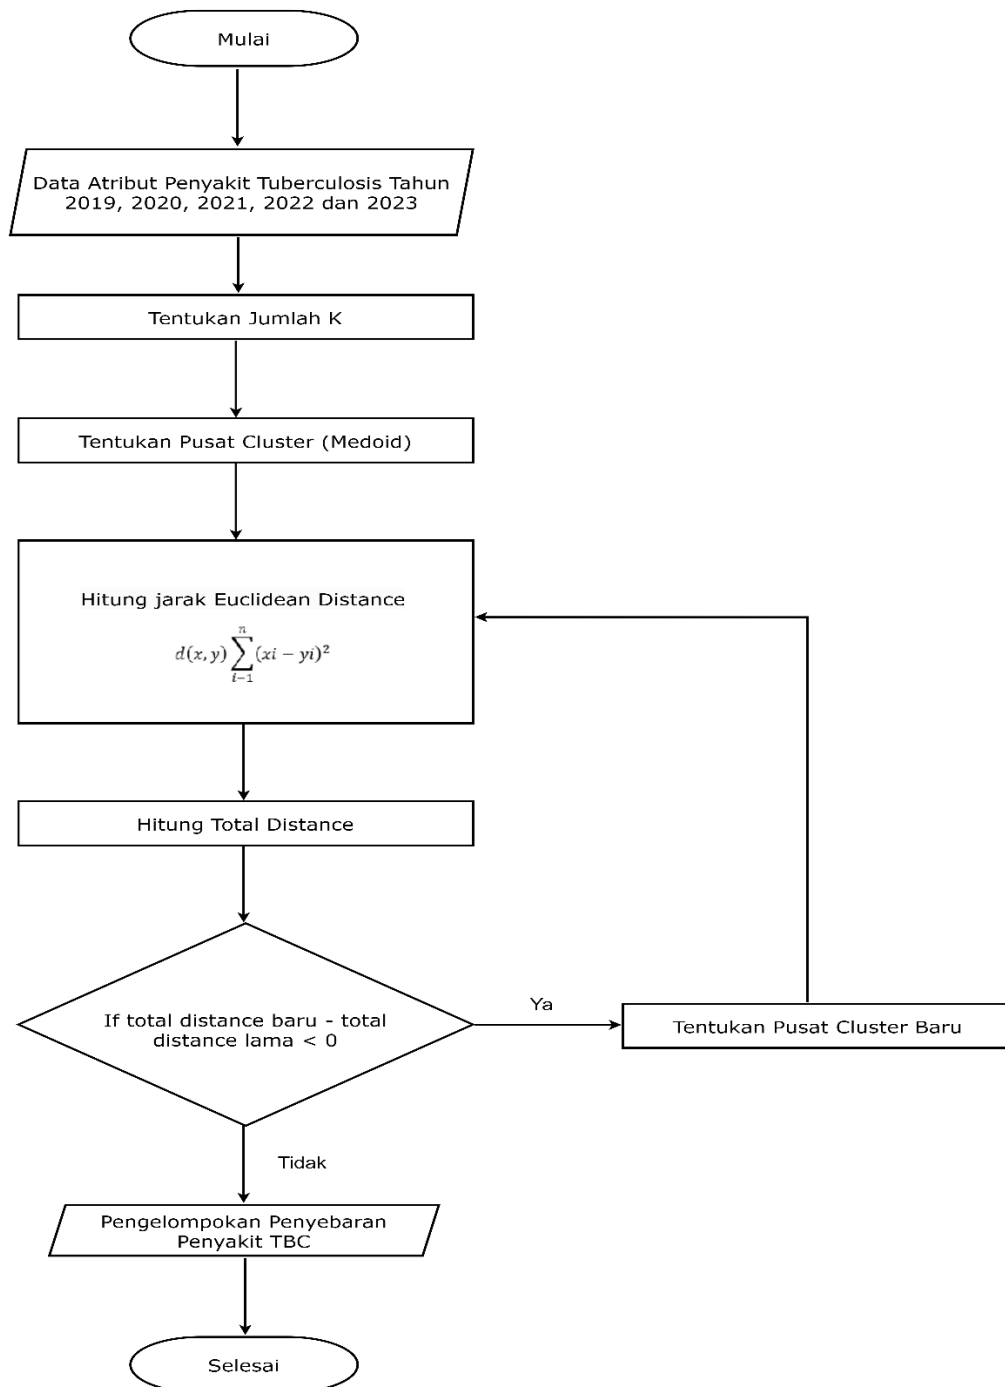 Mulai
Data Atribut Penyakit Tuberculosis Tahun
2019, 2020, 2021, 2022 dan 2023
Tentukan Jumlah K
Tentukan Pusat Cluster (Medoid)
Hitung jarak Euclidean Distance
d(x, y) \sum_{i-1}^{n} (xi − yi)^2
Hitung Total Distance
If total distance baru - total
distance lama < 0
Ya
Tentukan Pusat Cluster Baru
Tidak
Pengelompokan Penyebaran
Penyakit TBC
Selesai